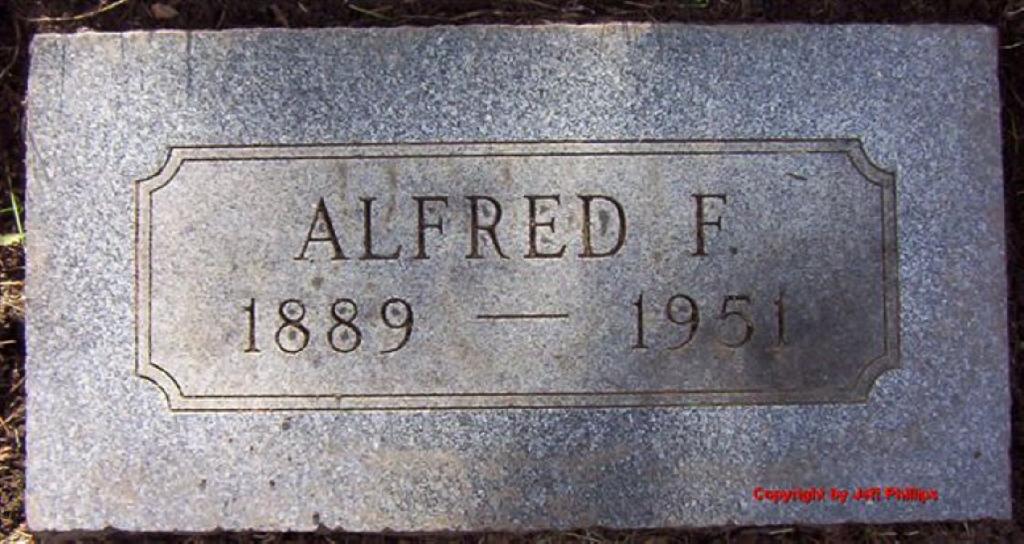 ALFRED F.
1889 — 1951
Copyright by Jeff Phillips